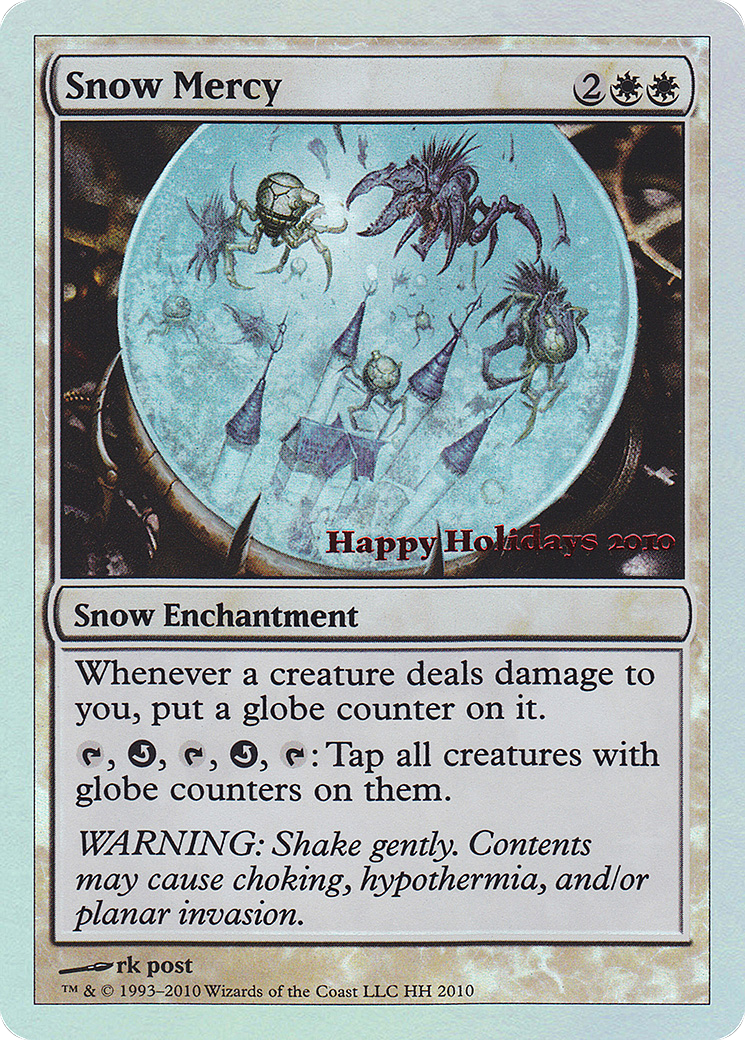 Snow Mercy 2
Happy Holidays 2010
Snow Enchantment
Whenever a creature deals damage to
you, put a globe counter on it.
, , , , : Tap all creatures with
globe counters on them.
WARNING: Shake gently. Contents
may cause choking, hypothermia, and/or
planar invasion.
rk post
™ & © 1993–2010 Wizards of the Coast LLC HH 2010